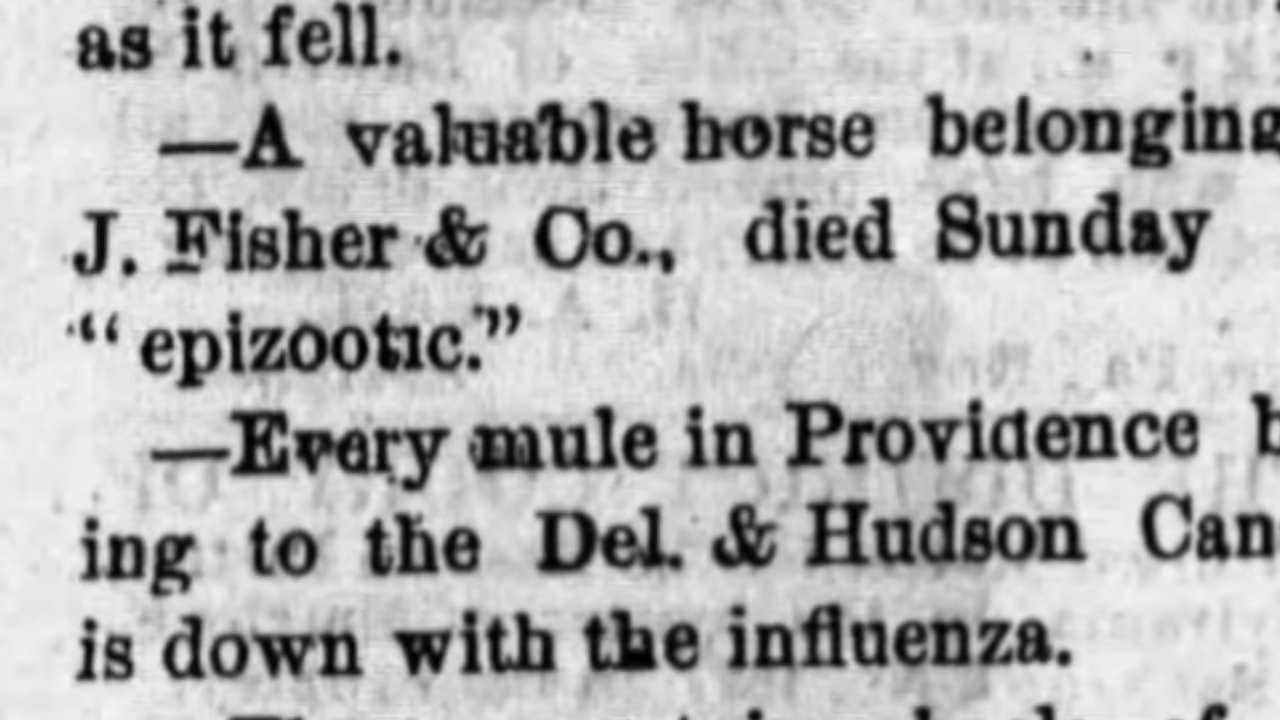 as it fell.
—A valuable horse belonging
J. Fisher & Co., died Sunday
“epizootic.”
—Every mule in Providence b
ing to the Del. & Hudson Can
is down with the influenza.